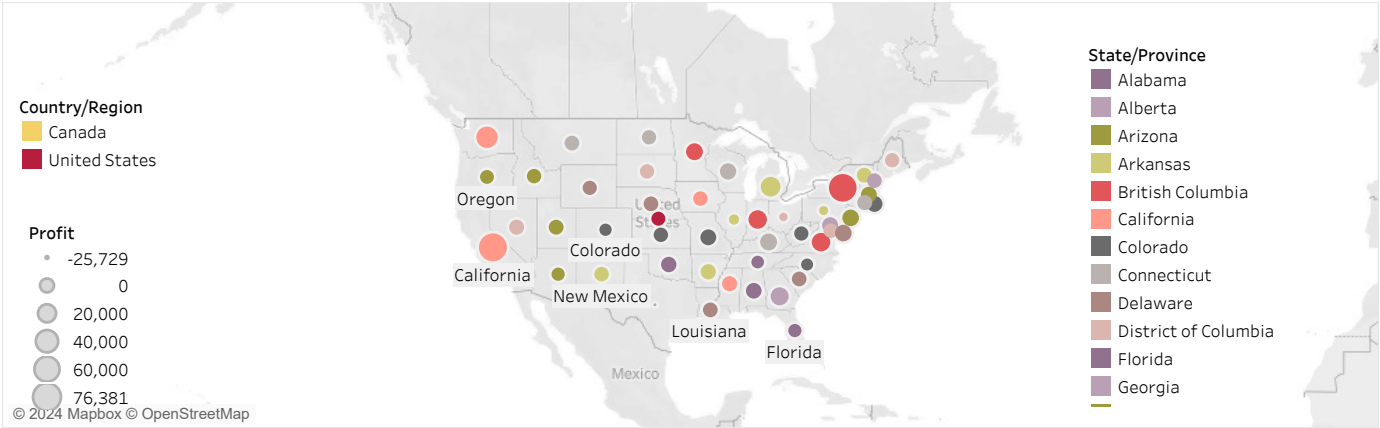 Country/Region
Canada
United States
Profit
-25,729
0
20,000
40,000
60,000
76,381
© 2024 Mapbox © OpenStreetMap
Oregon
United
States
Colorado
California
New Mexico
Louisiana
Florida
Mexico
State/Province
Alabama
Alberta
Arizona
Arkansas
British Columbia
California
Colorado
Connecticut
Delaware
District of Columbia
Florida
Georgia